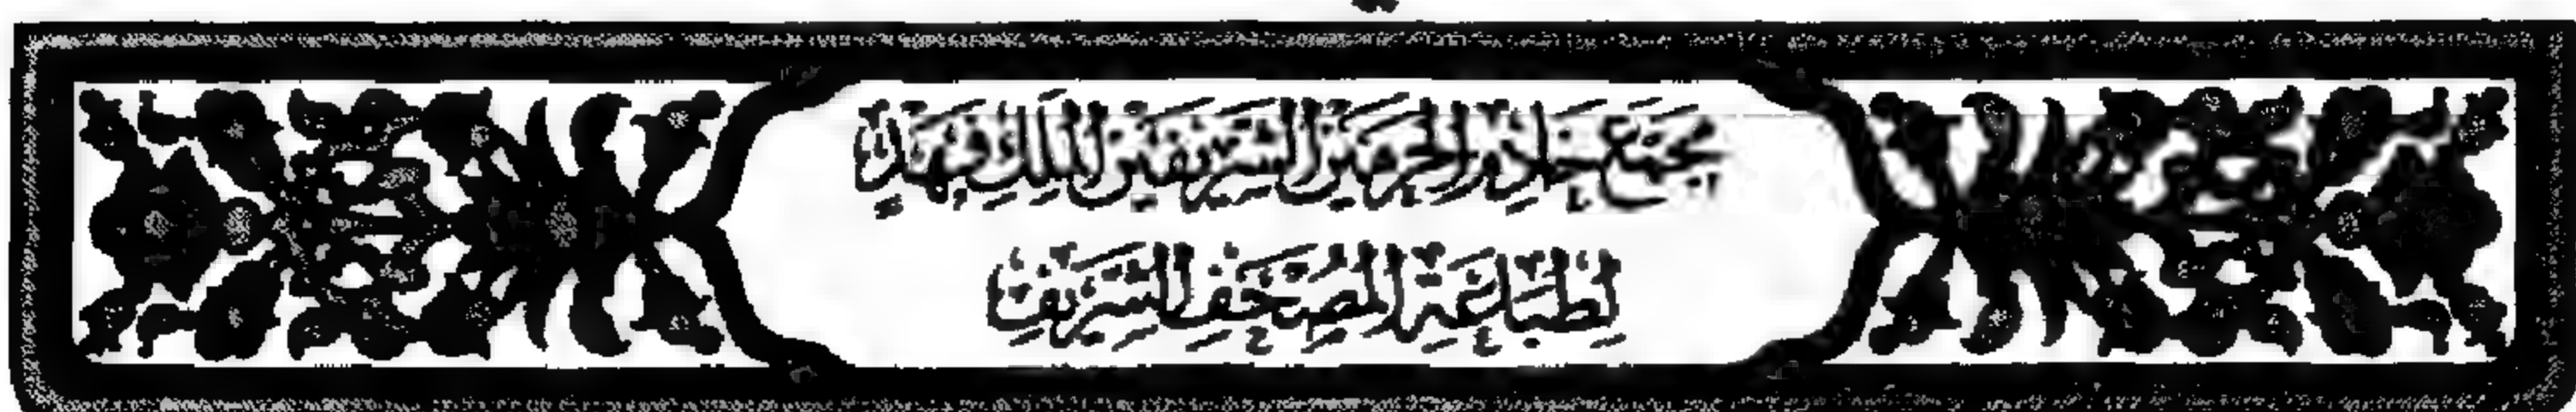 مجمع خادم الحرمين الشريفين الملك فهد
لطباعة المصحف الشريف